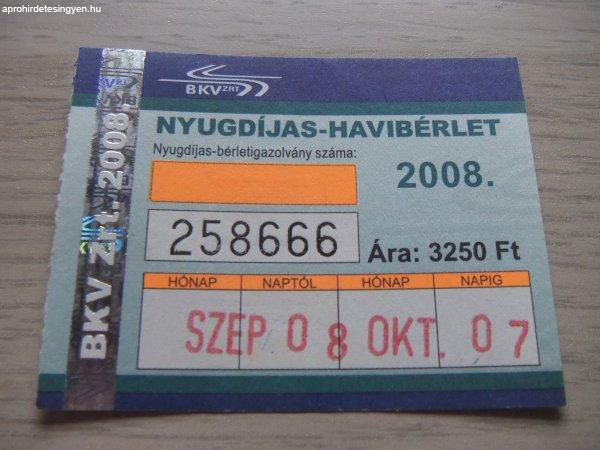 aprohirdetesingyen.hu
BKV Zrt. 2008
BKV ZRT
NYUGDÍJAS-HAVIBÉRLET
Nyugdíjas-bérletigazolvány száma:
2008.
258666
Ára: 3250 Ft
HÓNAP NAPTÓL HÓNAP NAPIG
SZEP 08 OKT. 07